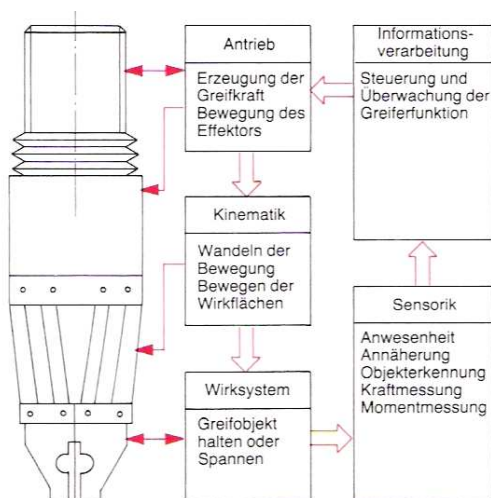 Antrieb
Erzeugung der
Greifkraft
Bewegung des
Effektors
Informations-
verarbeitung
Steuerung und
Überwachung der
Greiferfunktion
Kinematik
Wandeln der
Bewegung
Bewegen der
Wirkflächen
Sensorik
Anwesenheit
Annäherung
Objekterkennung
Kraftmessung
Momentmessung
Wirksystem
Greifobjekt
halten oder
Spannen